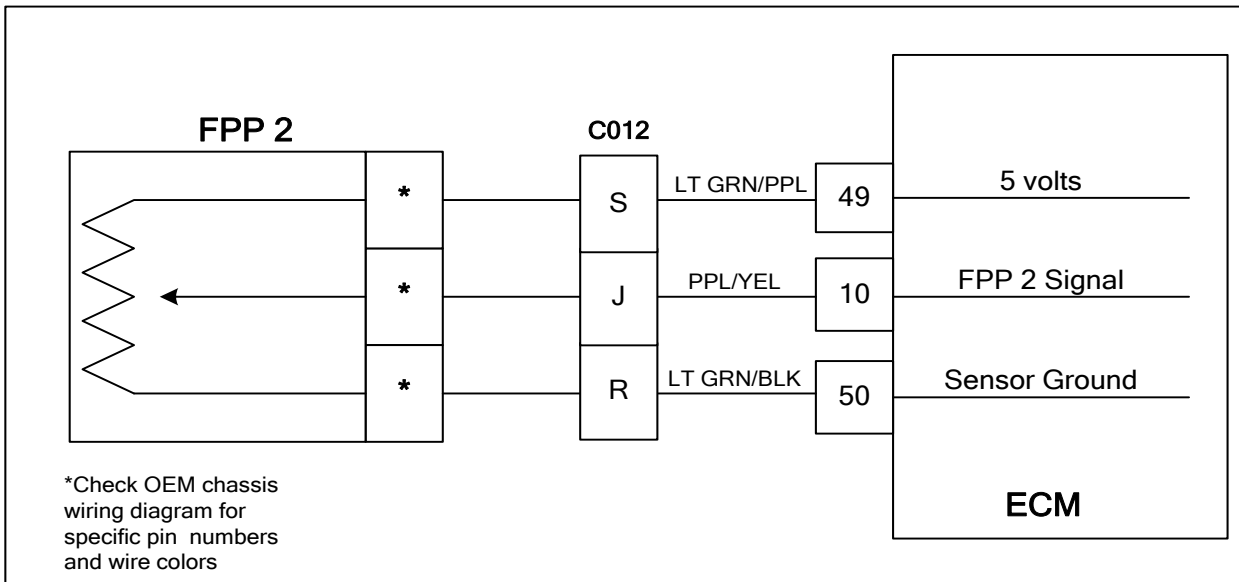 FPP 2
C012
*
S
LT GRN/PPL
49
5 volts
*
J
PPL/YEL
10
FPP 2 Signal
*
R
LT GRN/BLK
50
Sensor Ground
ECM
*Check OEM chassis
wiring diagram for
specific pin numbers
and wire colors